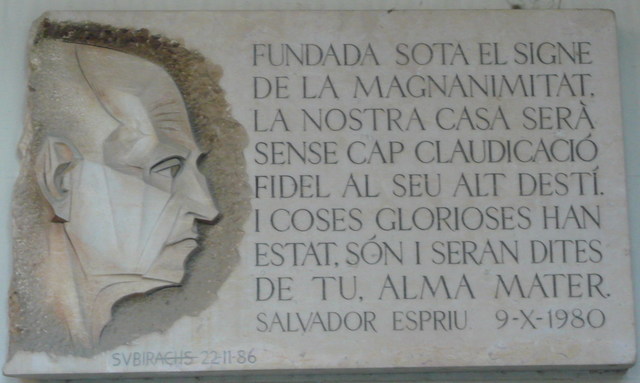 FUNDADA SOTA EL SIGNE
DE LA MAGNANIMITAT,
LA NOSTRA CASA SERÀ
SENSE CAP CLAUDICACIÓ
FIDEL AL SEU ALT DESTÍ.
I COSES GLORIOSES HAN
ESTAT, SÓN I SERAN DITES
DE TU, ALMA MATER.
SALVADOR ESPRIU 9-X-1980
SVBIRACHS 22-11-86